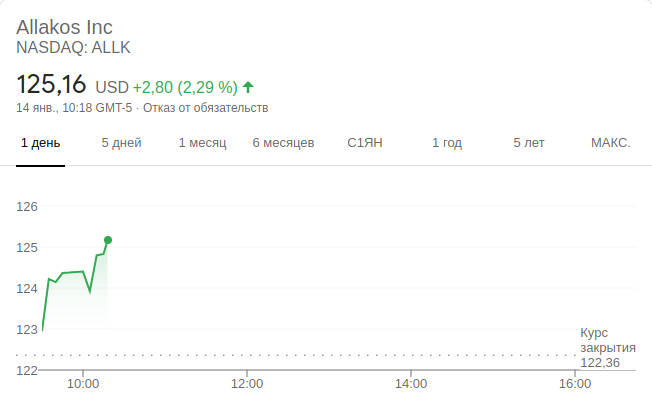 Allakos Inc
NASDAQ: ALLK
125,16 USD +2,80 (2,29 %)
14 янв., 10:18 GMT-5 · Отказ от обязательств
1 день 5 дней 1 месяц 6 месяцев С1ЯН 1 год 5 лет МАКС.
126
125
124
123
Курс
закрытия
122,36
122
10:00 12:00 14:00 16:00